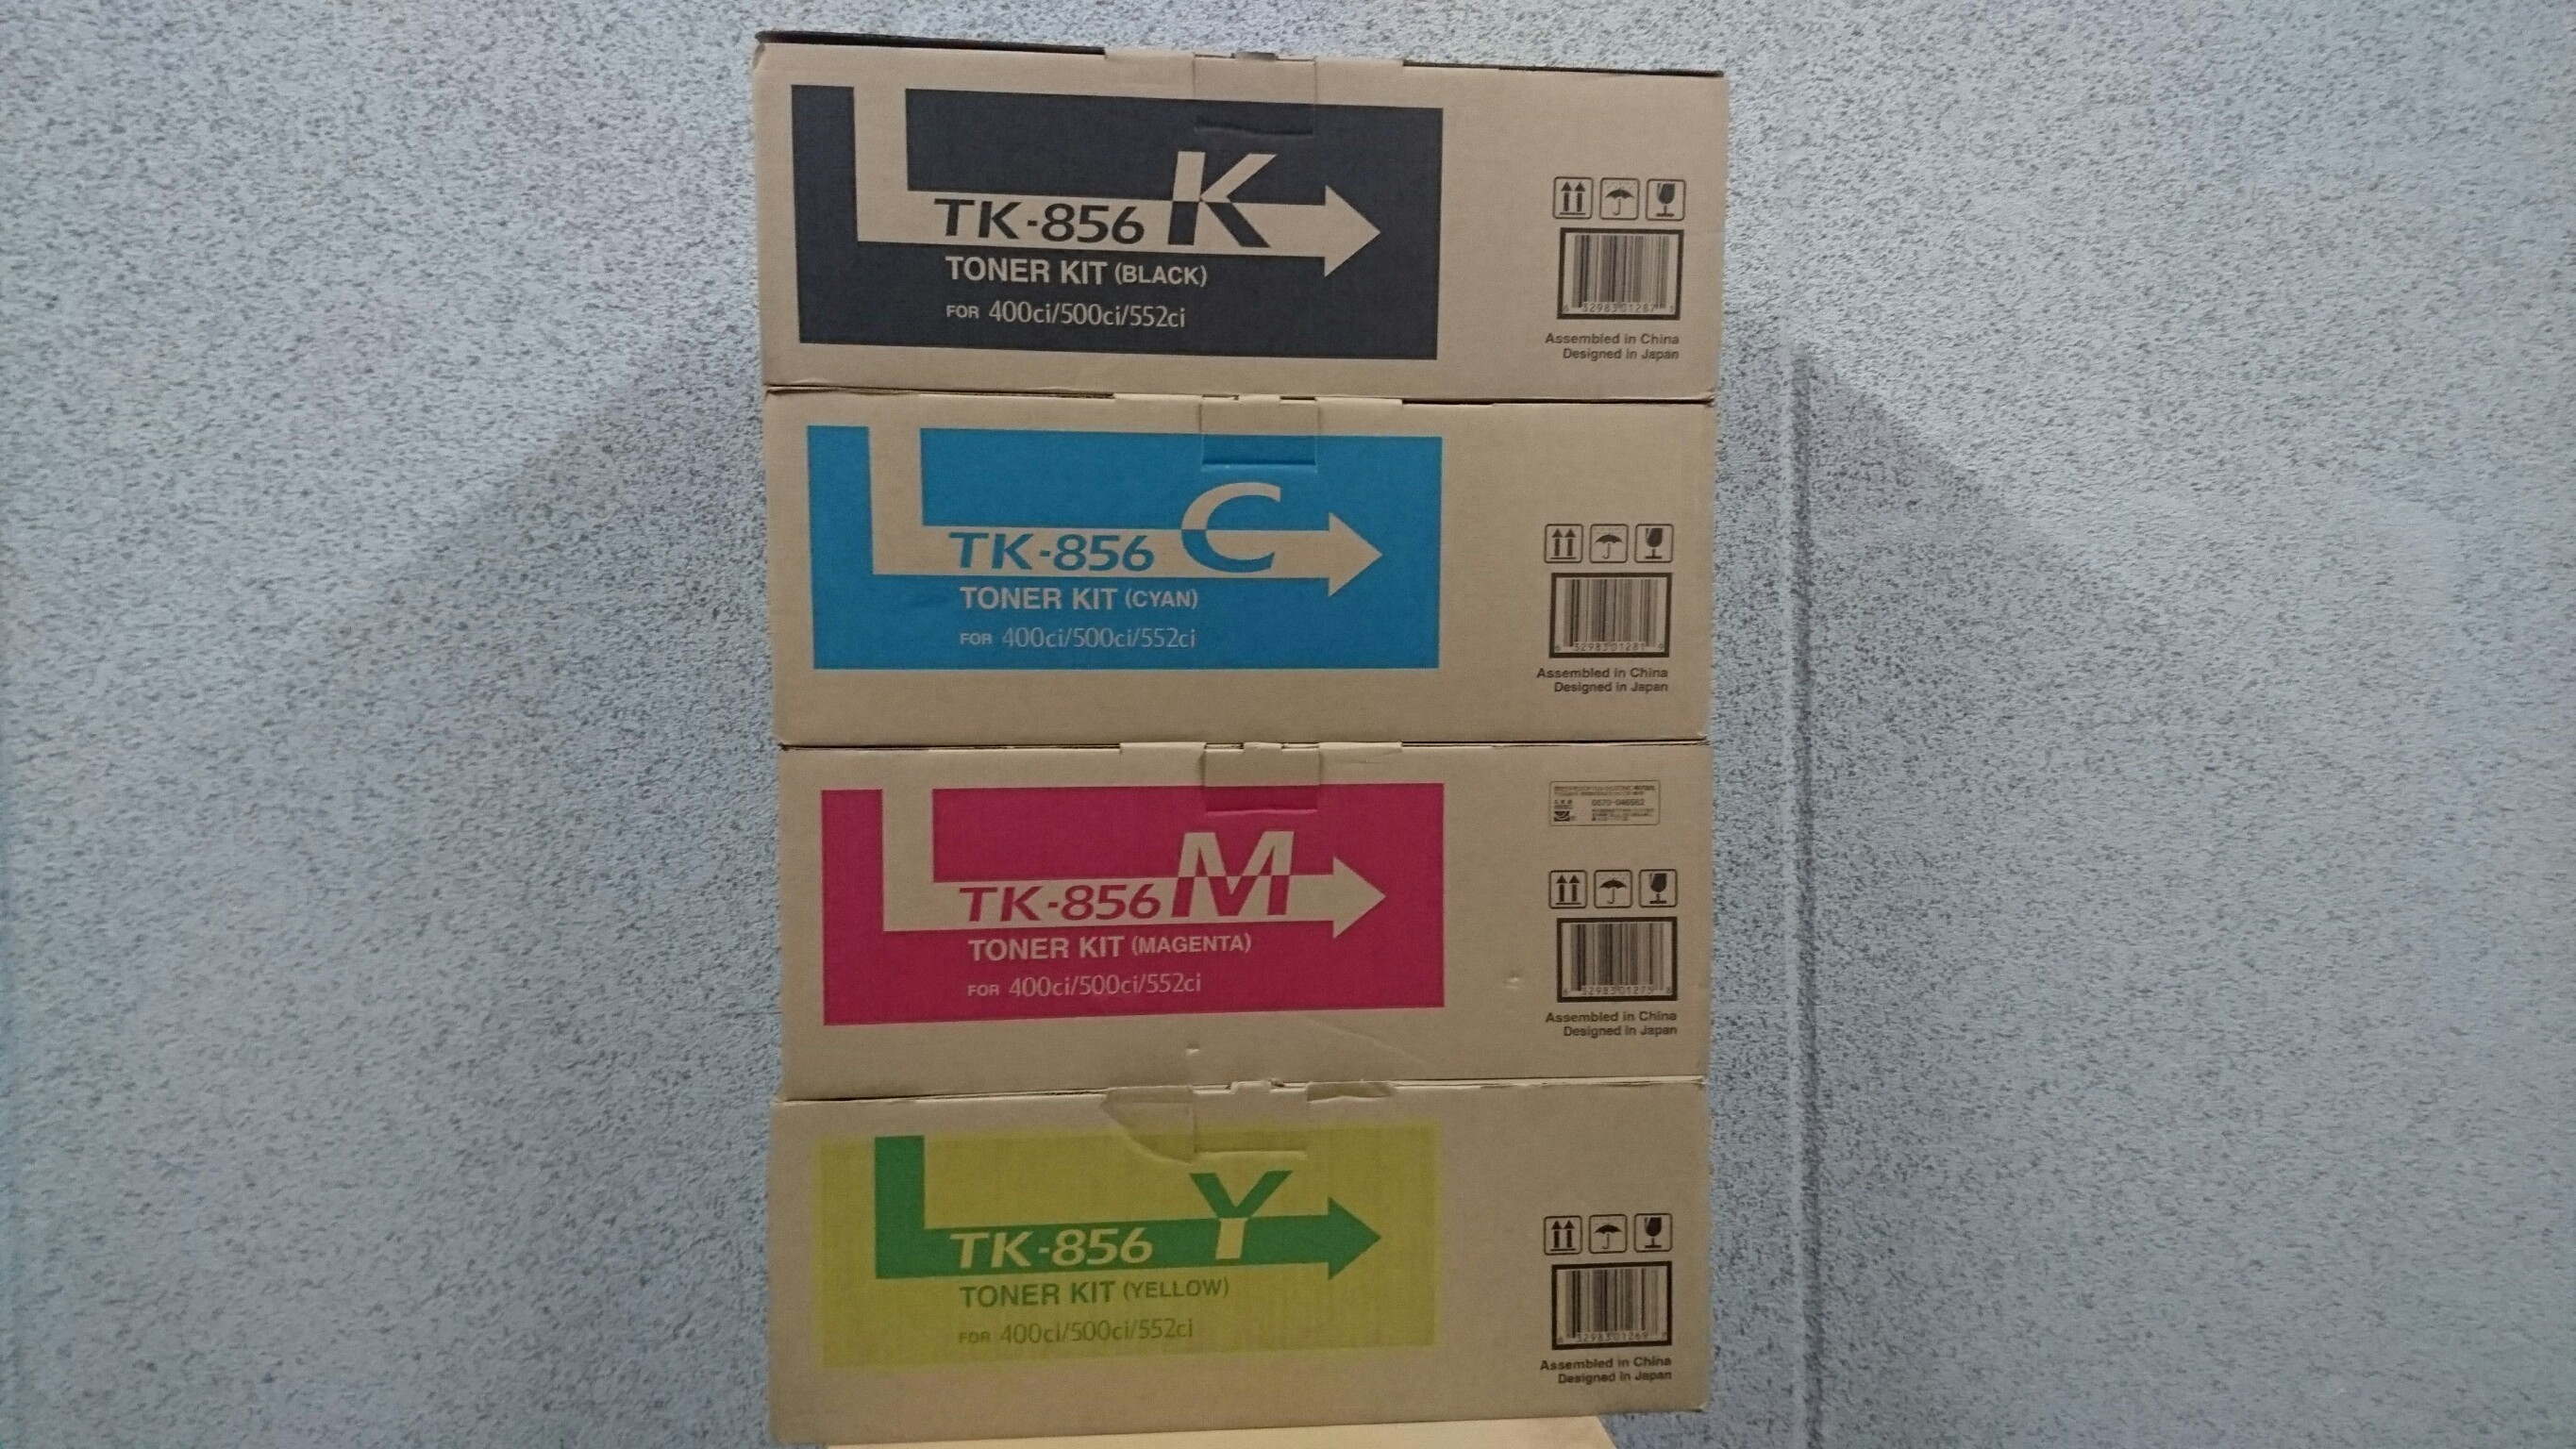 TK-856 K
TONER KIT (BLACK)
FOR 400ci/500ci/552ci
Assembled in China
Designed in Japan
TK-856 C
TONER KIT (CYAN)
FOR 400ci/500ci/552ci
Assembled in China
Designed in Japan
TK-856 M
TONER KIT (MAGENTA)
FOR 400ci/500ci/552ci
0570-046562
Assembled in China
Designed in Japan
TK-856 Y
TONER KIT (YELLOW)
FOR 400ci/500ci/552ci
Assembled in China
Designed in Japan